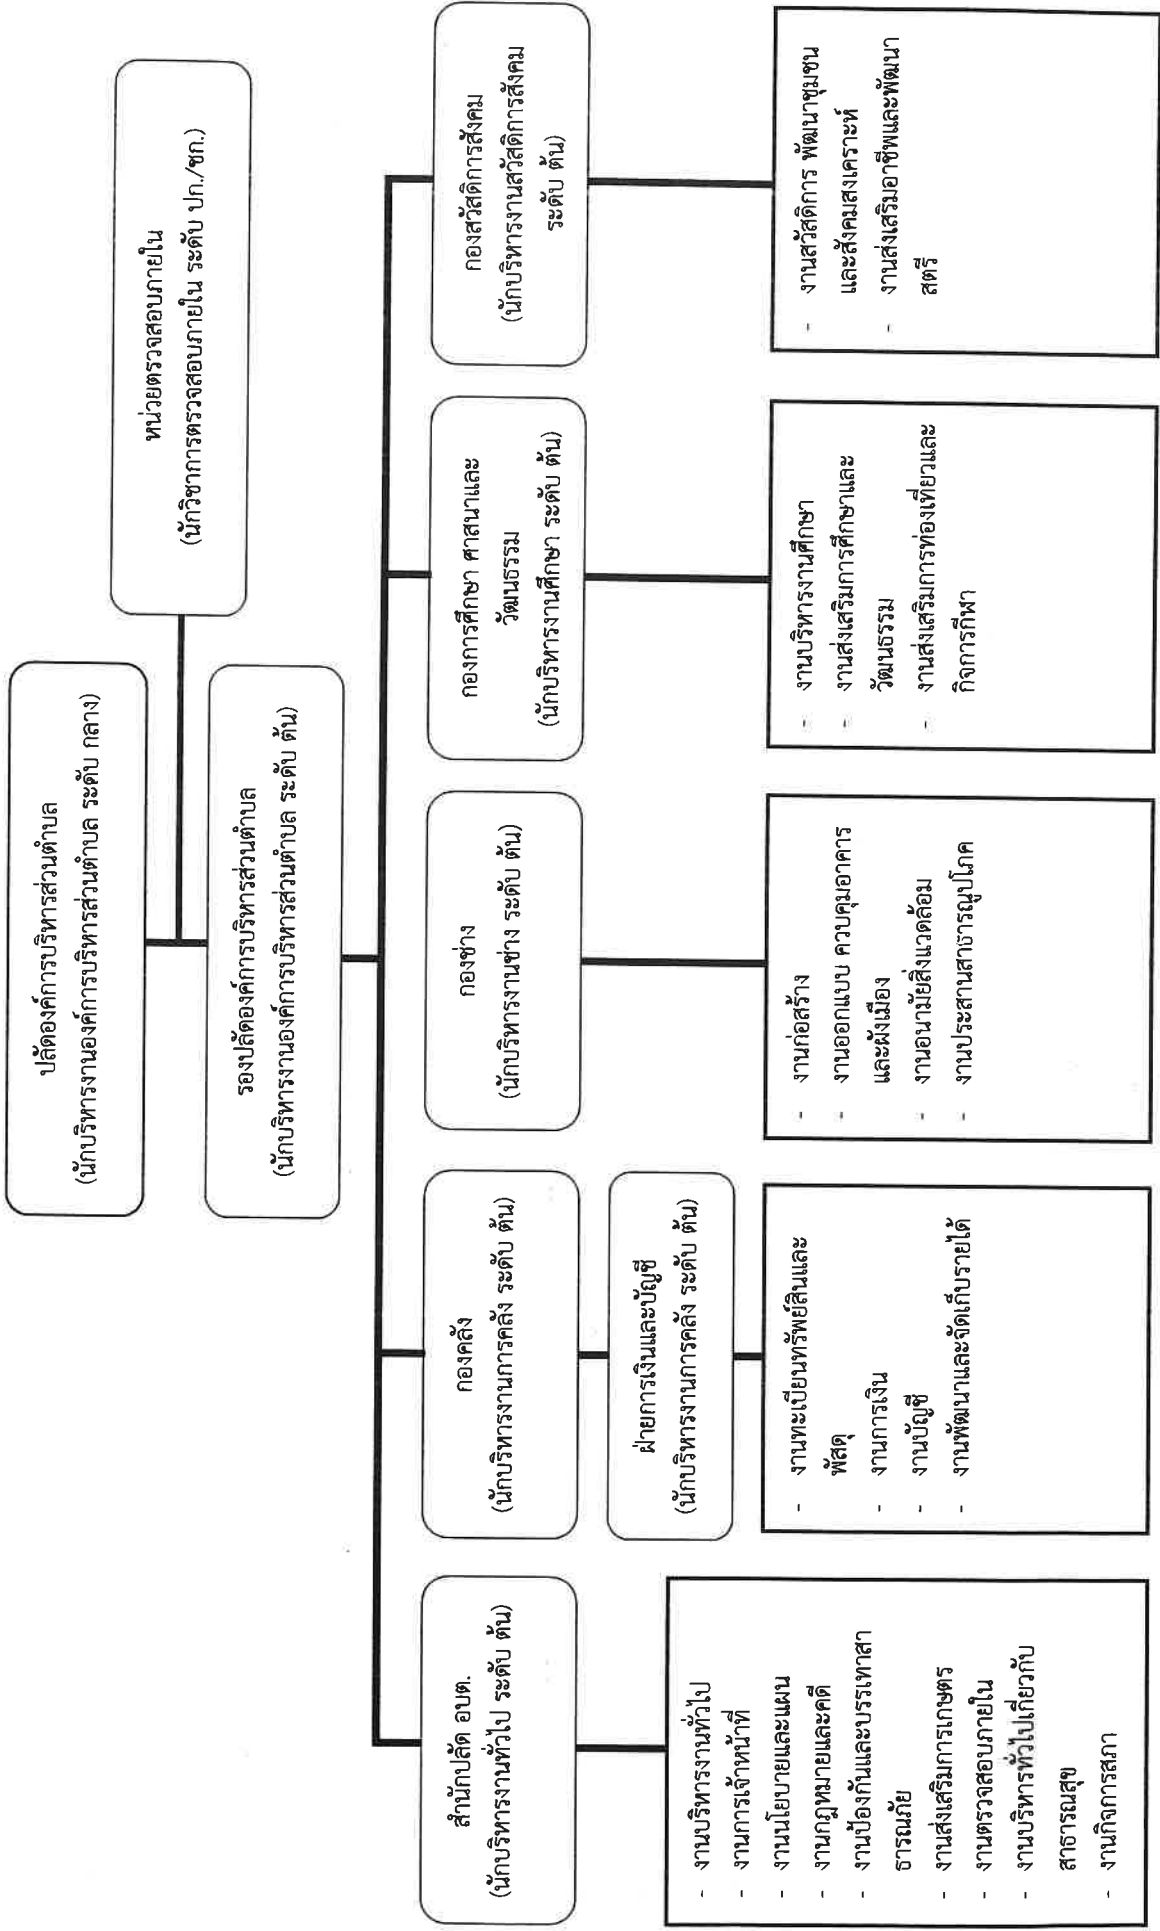 ปลัดองค์การบริหารส่วนตำบล
(นักบริหารงานองค์การบริหารส่วนตำบล ระดับ กลาง)
หน่วยตรวจสอบภายใน
(นักวิชาการตรวจสอบภายใน ระดับ ปก./ชก.)
รองปลัดองค์การบริหารส่วนตำบล
(นักบริหารงานองค์การบริหารส่วนตำบล ระดับ ต้น)
สำนักปลัด อบต.
(นักบริหารงานทั่วไป ระดับ ต้น)
- งานบริหารงานทั่วไป
- งานการเจ้าหน้าที่
- งานนโยบายและแผน
- งานกฎหมายและคดี
- งานป้องกันและบรรเทาสา
ธารณภัย
- งานส่งเสริมการเกษตร
- งานตรวจสอบภายใน
- งานบริหารทั่วไปเกี่ยวกับ
สาธารณสุข
- งานกิจการสภา
กองคลัง
(นักบริหารงานการคลัง ระดับ ต้น)
ฝ่ายการเงินและบัญชี
(นักบริหารงานการคลัง ระดับ ต้น)
- งานทะเบียนทรัพย์สินและ
พัสดุ
- งานการเงิน
- งานบัญชี
- งานพัฒนาและจัดเก็บรายได้
กองช่าง
(นักบริหารงานช่าง ระดับ ต้น)
- งานก่อสร้าง
- งานออกแบบ ควบคุมอาคาร
และผังเมือง
- งานอนามัยสิ่งแวดล้อม
- งานประสานสาธารณูปโภค
กองการศึกษา ศาสนาและ
วัฒนธรรม
(นักบริหารงานศึกษา ระดับ ต้น)
- งานบริหารงานศึกษา
- งานส่งเสริมการศึกษาและ
วัฒนธรรม
- งานส่งเสริมการท่องเที่ยวและ
กิจการกีฬา
กองสวัสดิการสังคม
(นักบริหารงานสวัสดิการสังคม
ระดับ ต้น)
- งานสวัสดิการ พัฒนาชุมชน
และสังคมสงเคราะห์
- งานส่งเสริมอาชีพและพัฒนา
สตรี